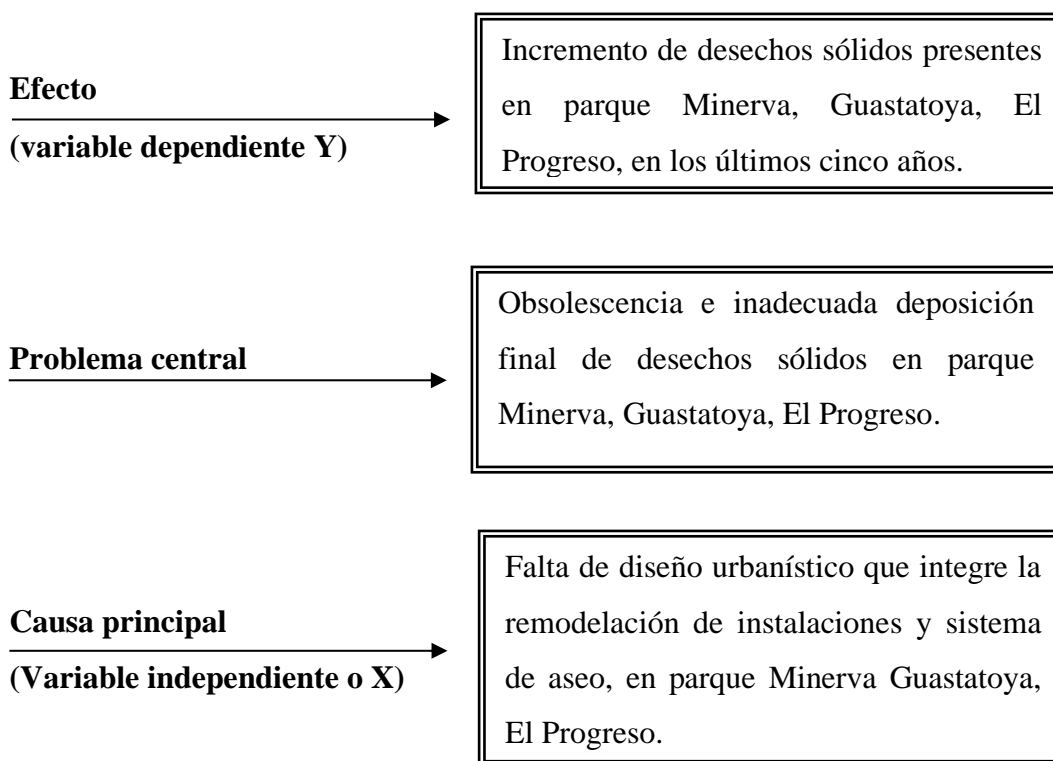 Efecto
(variable dependiente Y)
Incremento de desechos sólidos presentes
en parque Minerva, Guastatoya, El
Progreso, en los últimos cinco años.
Problema central
Obsolescencia e inadecuada deposición
final de desechos sólidos en parque
Minerva, Guastatoya, El Progreso.
Causa principal
(Variable independiente o X)
Falta de diseño urbanístico que integre la
remodelación de instalaciones y sistema
de aseo, en parque Minerva Guastatoya,
El Progreso.